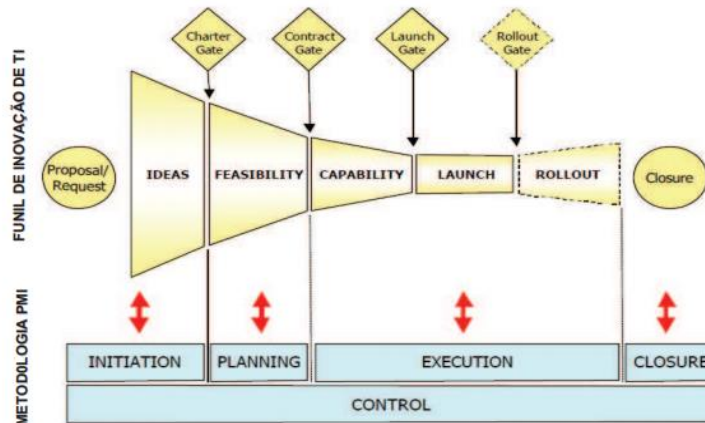 FUNIL DE INOVAÇÃO DE TI
Charter
Gate
Contract
Gate
Launch
Gate
Rollout
Gate
Proposal/
Request
IDEAS
FEASIBILITY
CAPABILITY
LAUNCH
ROLLOUT
Closure
METODOLOGIA PMI
INITIATION
PLANNING
EXECUTION
CLOSURE
CONTROL